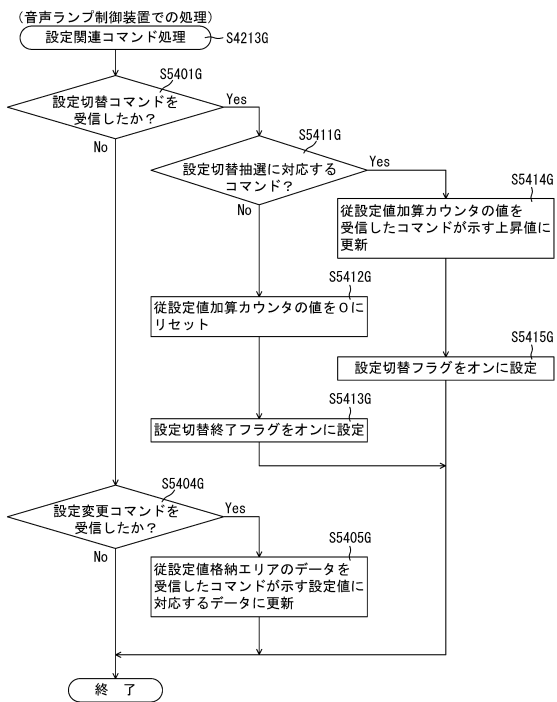 （音声ランプ制御装置での処理）
設定関連コマンド処理
S4213G
S5401G
設定切替コマンドを
受信したか？
Yes
No
S5411G
設定切替抽選に対応する
コマンド？
Yes
No
S5414G
従設定値加算カウンタの値を
受信したコマンドが示す上昇値に
更新
S5412G
従設定値加算カウンタの値を０に
リセット
S5415G
設定切替フラグをオンに設定
S5413G
設定切替終了フラグをオンに設定
S5404G
設定変更コマンドを
受信したか？
Yes
No
S5405G
従設定値格納エリアのデータを
受信したコマンドが示す設定値に
対応するデータに更新
終　了